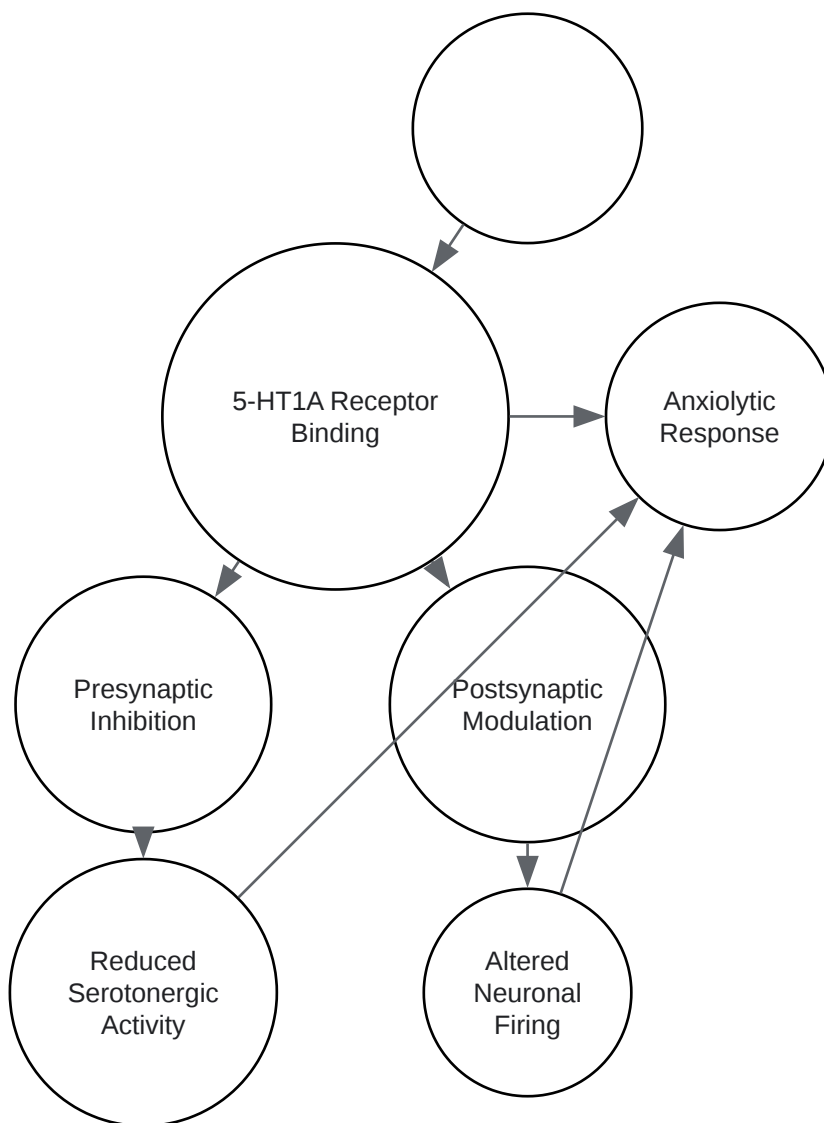 5-HT1A Receptor
Binding
Anxiolytic
Response
Presynaptic
Inhibition
Postsynaptic
Modulation
Reduced
Serotonergic
Activity
Altered
Neuronal
Firing